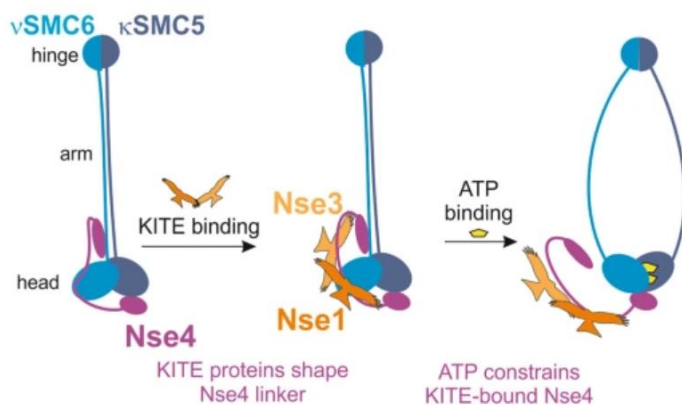 νSMC6 κSMC5
hinge
arm
head
Nse4
KITE binding
Nse3
Nse1
KITE proteins shape
Nse4 linker
ATP
binding
ATP constrains
KITE-bound Nse4